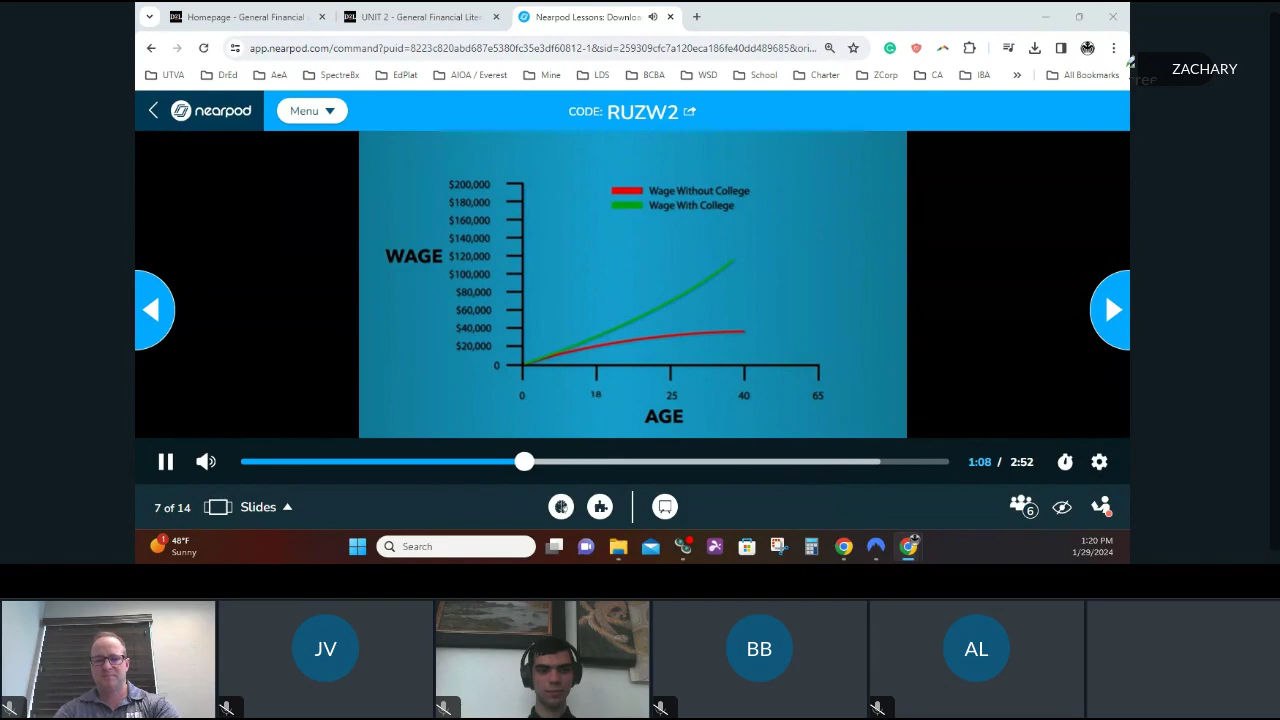 Homepage - General Financial
UNIT 2 - General Financial Lite
Nearpod Lessons: Downloa
app.nearpod.com/command?puid=8223c820abd687e5380fc35e3df60812-1&sid=259309cfc7a120eca186fe40dd489685&ori...
UTVA
DrEd
AeA
SpectreBx
EdPlat
AIOA / Everest
Mine
LDS
BCBA
WSD
School
Charter
ZCorp
CA
IBA
All Bookmarks
ZACHARY
nearpod
Menu
CODE: RUZW2
$200,000
$180,000
$160,000
$140,000
$120,000
$100,000
$80,000
$60,000
$40,000
$20,000
0
WAGE
Wage Without College
Wage With College
0 18 25 40 65
AGE
1:08 / 2:52
7 of 14
Slides
6
1
48°F
Sunny
Search
1:20 PM
1/29/2024
JV
BB
AL